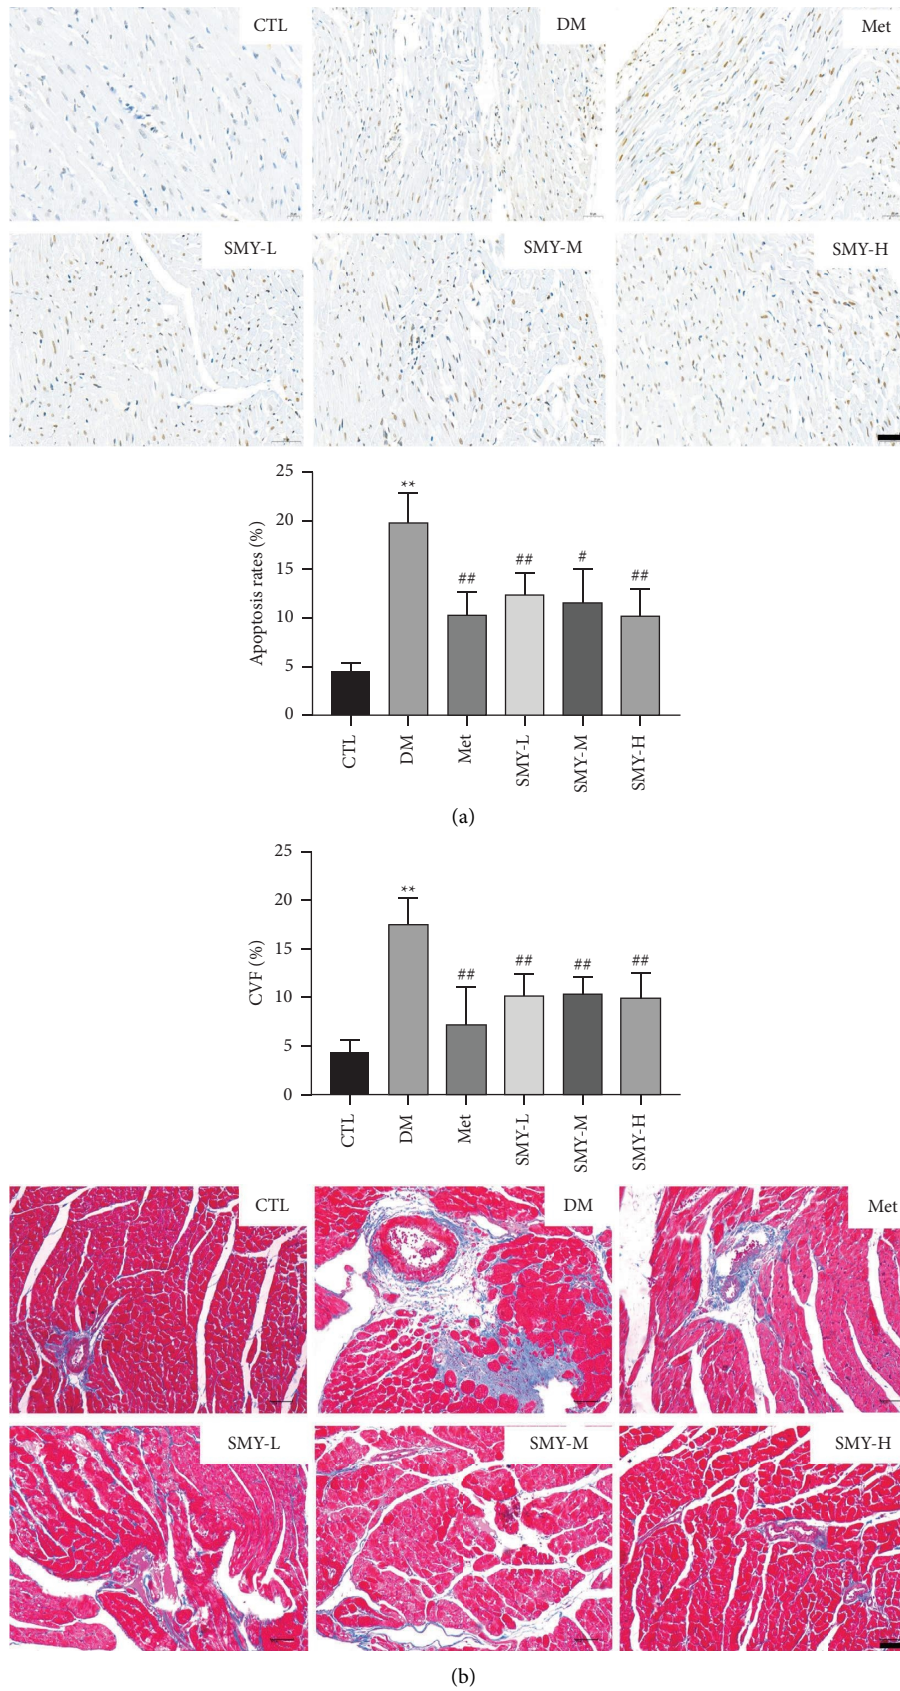 CTL
DM
Met
SMY-L
SMY-M
SMY-H
25
20
15
10
5
0
Apoptosis rates (%)
**
##
##
#
##
CTL
DM
Met
SMY-L
SMY-M
SMY-H
(a)
25
20
15
10
5
0
CVF (%)
**
##
##
##
##
CTL
DM
Met
SMY-L
SMY-M
SMY-H
CTL
DM
Met
SMY-L
SMY-M
SMY-H
(b)